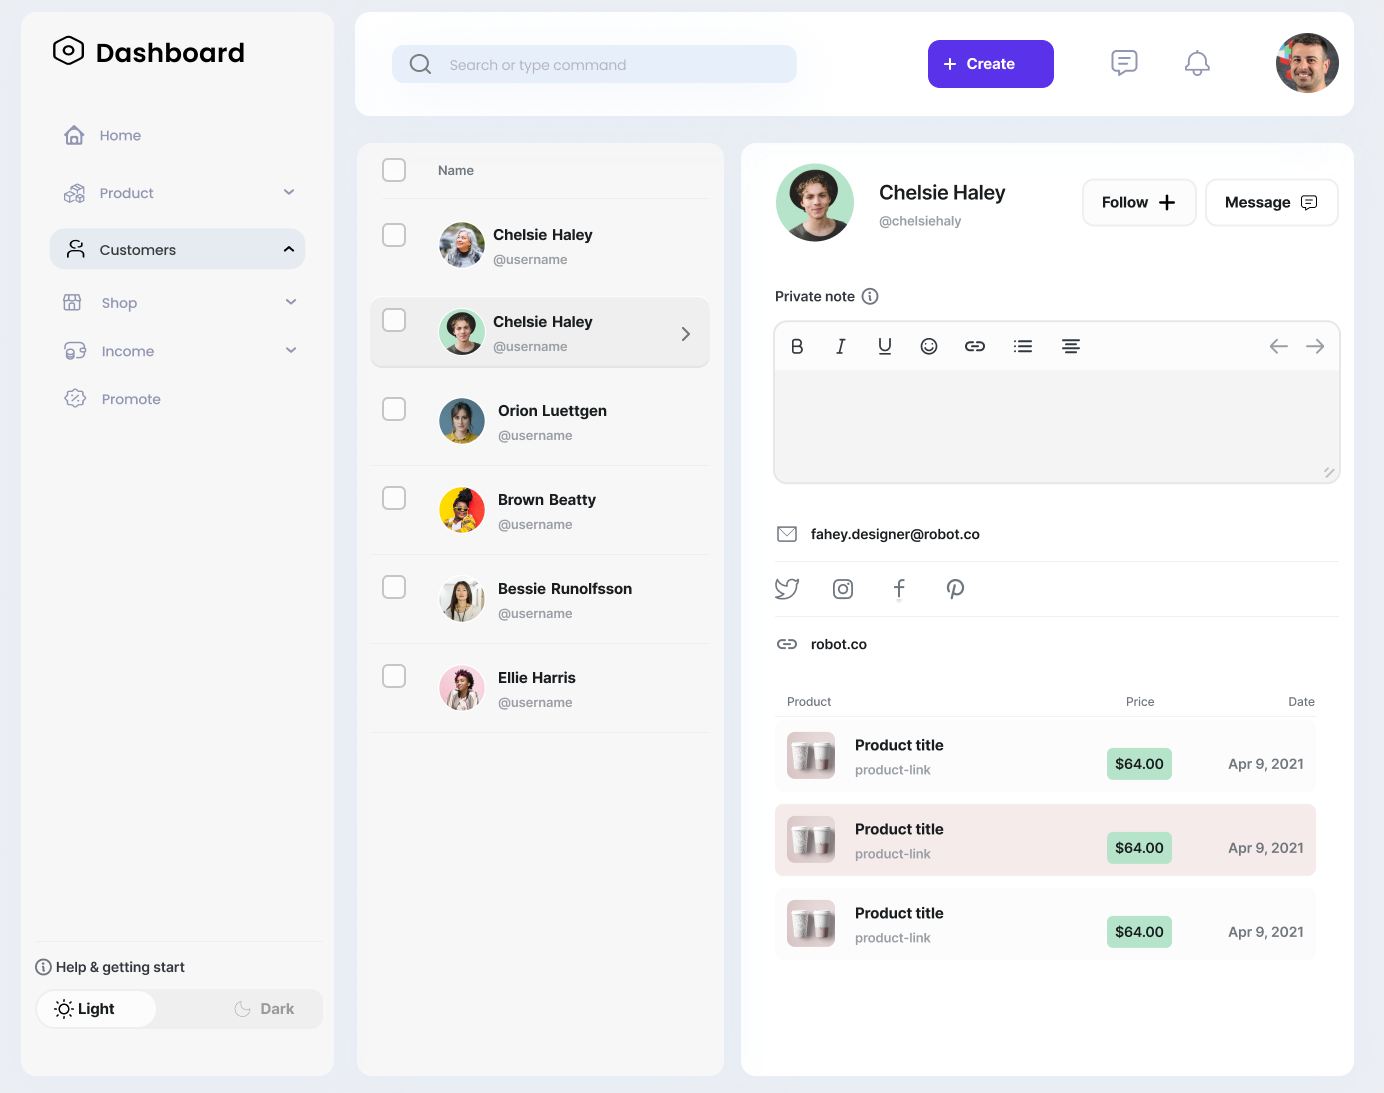 Dashboard
Home
Product
Customers
Shop
Income
Promote
Help & getting start
Light
Dark
Search or type command
+ Create
Name
Chelsie Haley
@username
Chelsie Haley
@username
Orion Luettgen
@username
Brown Beatty
@username
Bessie Runolfsson
@username
Ellie Harris
@username
Chelsie Haley
@chelsiehaly
Follow +
Message
Private note
B I U
fahey.designer@robot.co
robot.co
Product Price Date
Product title
product-link
$64.00
Apr 9, 2021
Product title
product-link
$64.00
Apr 9, 2021
Product title
product-link
$64.00
Apr 9, 2021